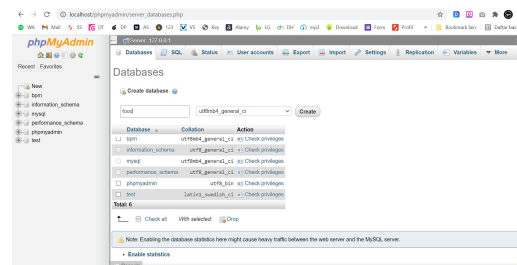 localhost/phpmyadmin/server_databases.php
WA Mail SS DT DP AS 123 VS Key Alamy LG DH mp3 Download Form Profil » Bookmark lain Daftar bac
phpMyAdmin
Recent Favorites
New
bpm
information_schema
mysql
performance_schema
phpmyadmin
test
Server: 127.0.0.1
Databases SQL Status User accounts Export Import Settings Replication Variables More
Databases
Create database
food utf8mb4_general_ci Create
Database Collation Action
bpm utf8mb4_general_ci Check privileges
information_schema utf8_general_ci Check privileges
mysql utf8mb4_general_ci Check privileges
performance_schema utf8_general_ci Check privileges
phpmyadmin utf8_bin Check privileges
test latin1_swedish_ci Check privileges
Total: 6
Check all With selected: Drop
Note: Enabling the database statistics here might cause heavy traffic between the web server and the MySQL server.
Enable statistics